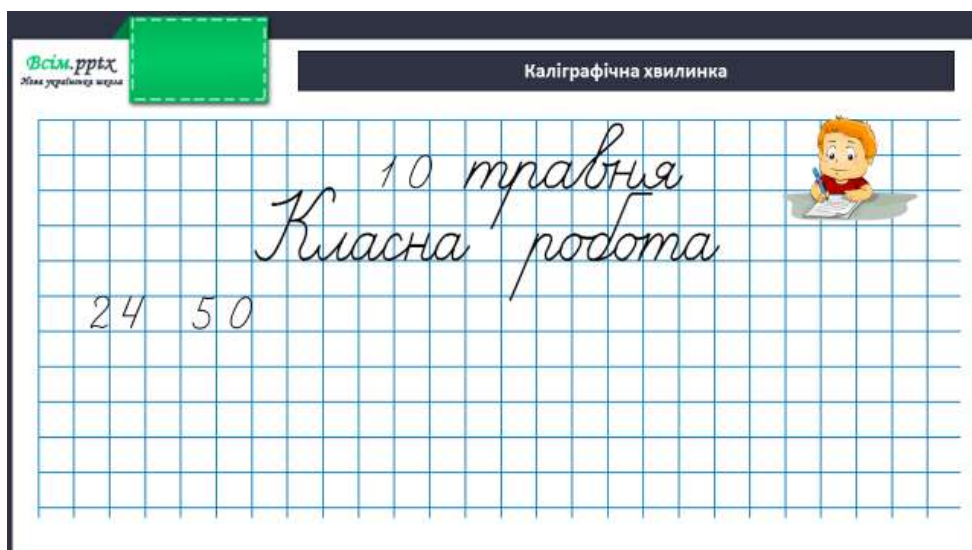 Всім.pptx
Нова українська школа
Каліграфічна хвилинка
10 травня
Класна робота
24 50